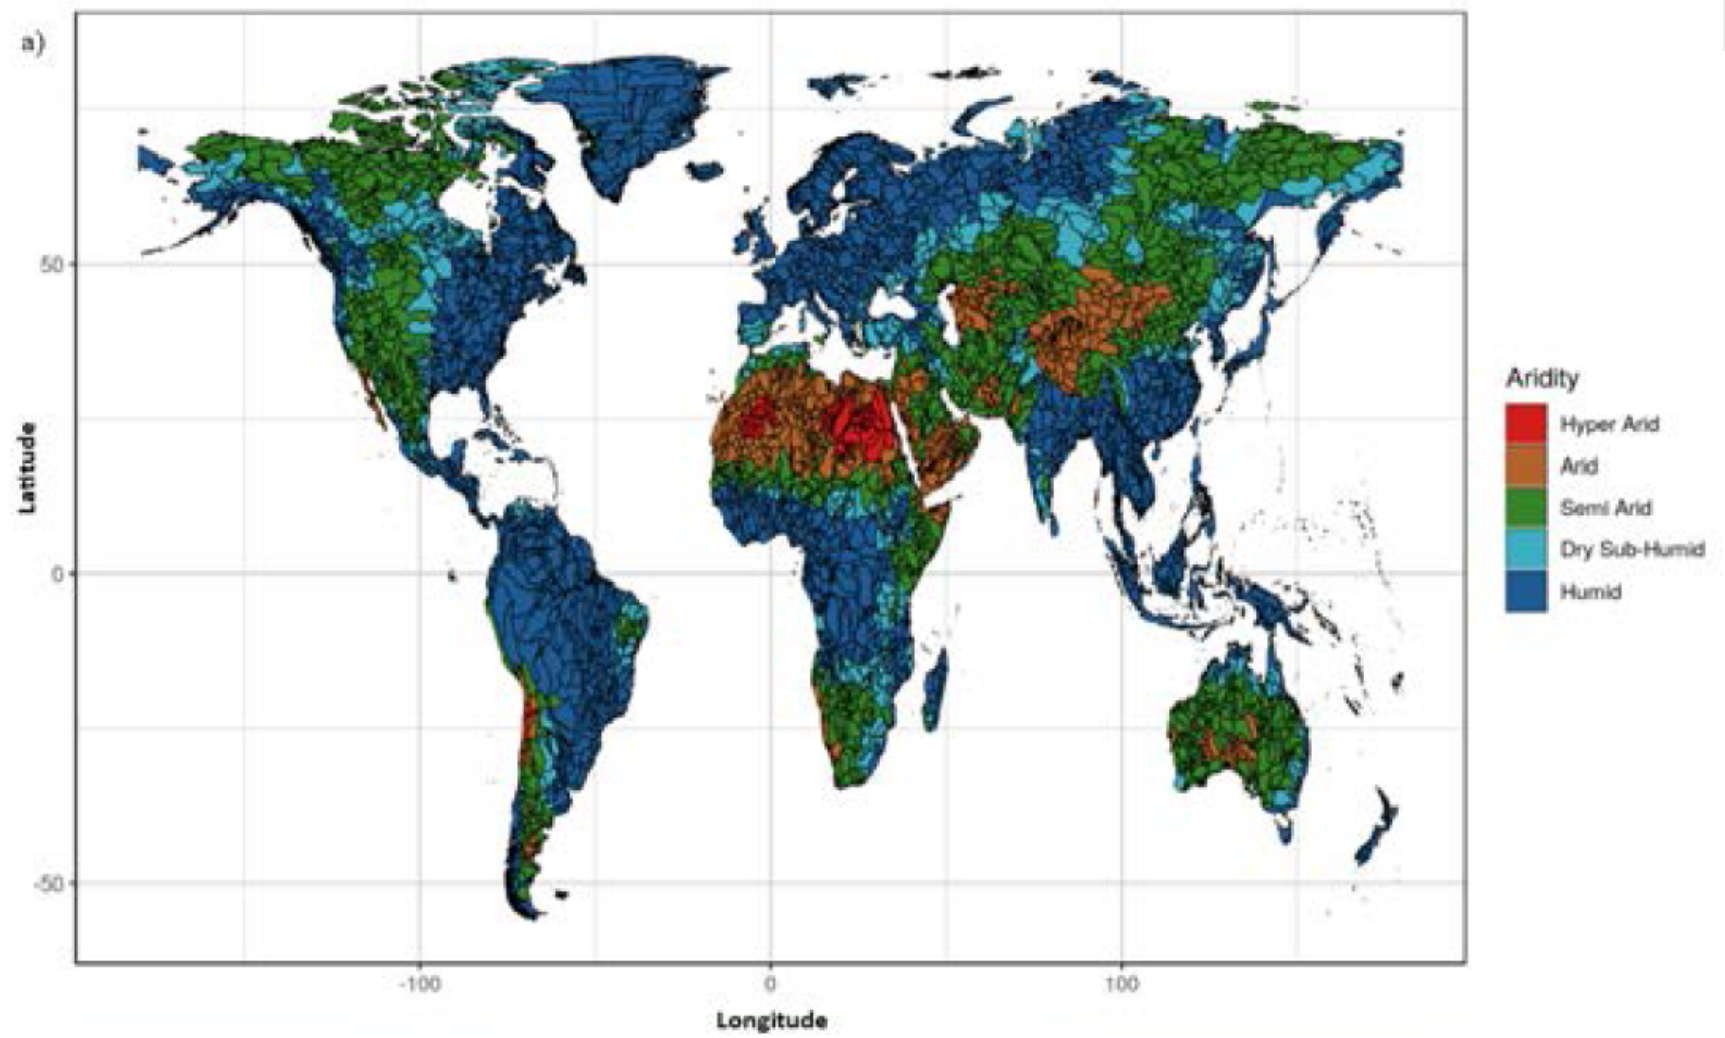 a)
50
0
-50
Latitude
-100
0
100
Longitude
Aridity
Hyper Arid
Arid
Semi Arid
Dry Sub-Humid
Humid